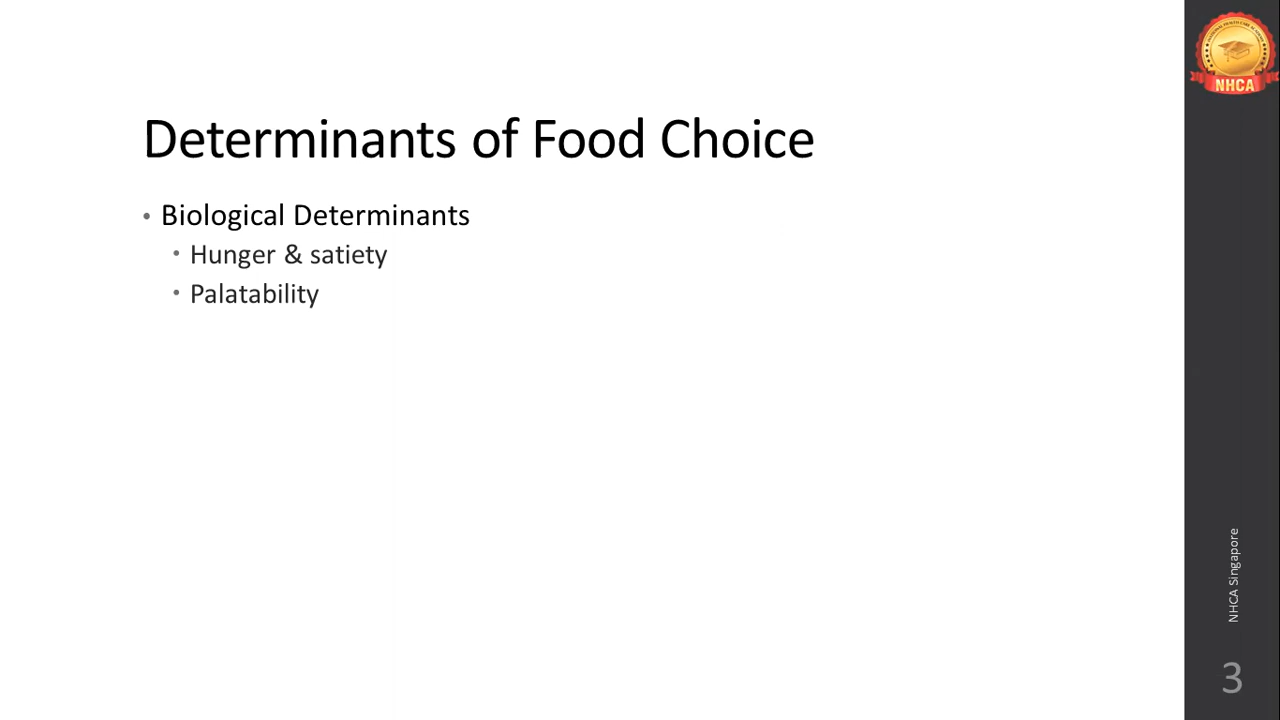 Determinants of Food Choice
• Biological Determinants
• Hunger & satiety
• Palatability
NHCA
NHCA Singapore
3